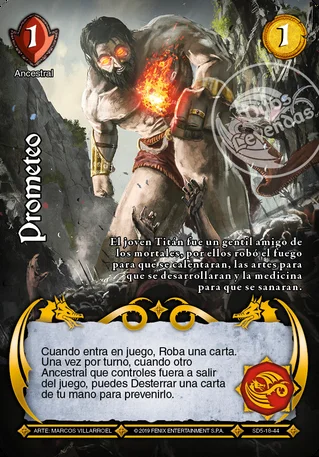 1
1
Ancestral
Mitos
Leyendas
Prometeo
El joven Titán fue un gentil amigo de
los mortales, por ellos robó el fuego
para que se calentaran, las artes para
que se desarrollaran y la medicina
para que se sanaran.
Cuando entra en juego, Roba una carta.
Una vez por turno, cuando otro
Ancestral que controles fuera a salir
del juego, puedes Desterrar una carta
de tu mano para prevenirlo.
ARTE: MARCOS VILLARROEL
© 2019 FENIX ENTERTAINMENT S.P.A.
SD5-18-44